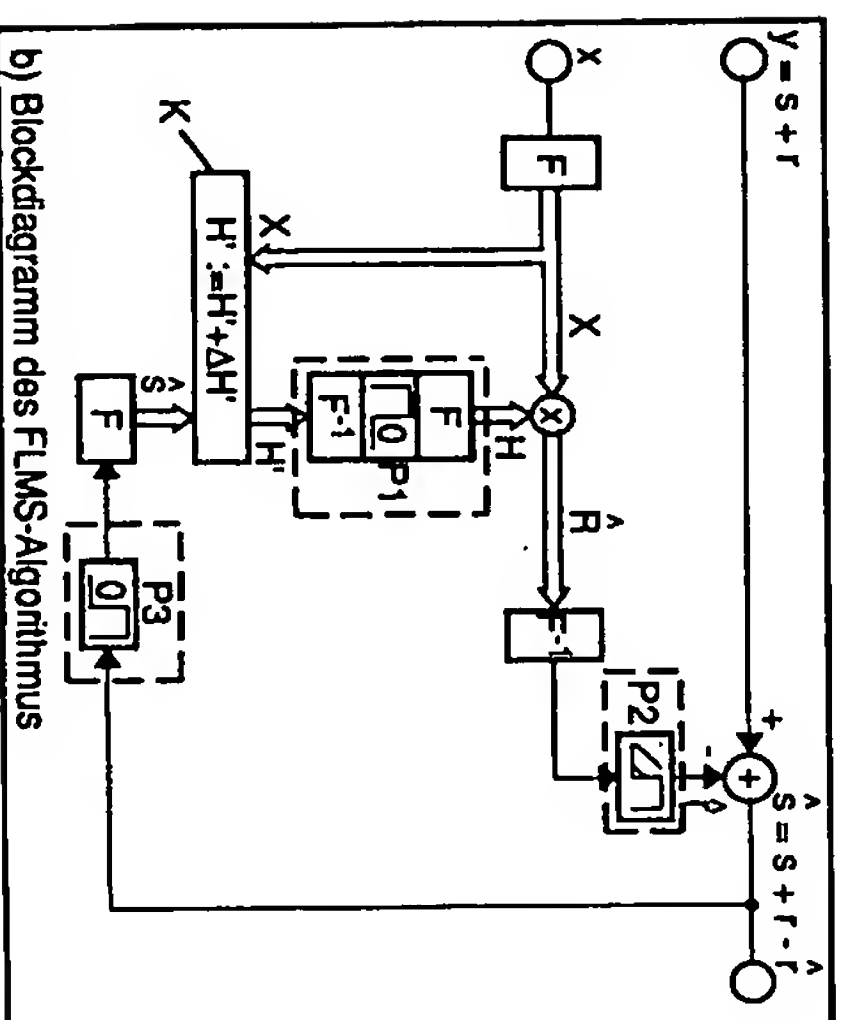 y = s + r
+
ŝ = s + r - r̂
-
r̂
P2
x
F
X
x
R̂
F-1
H
X
F
0
F-1
P1
H'
K
H' :=H'+ΔH'
Ŝ
F
P3
0
b) Blockdiagramm des FLMS-Algorithmus